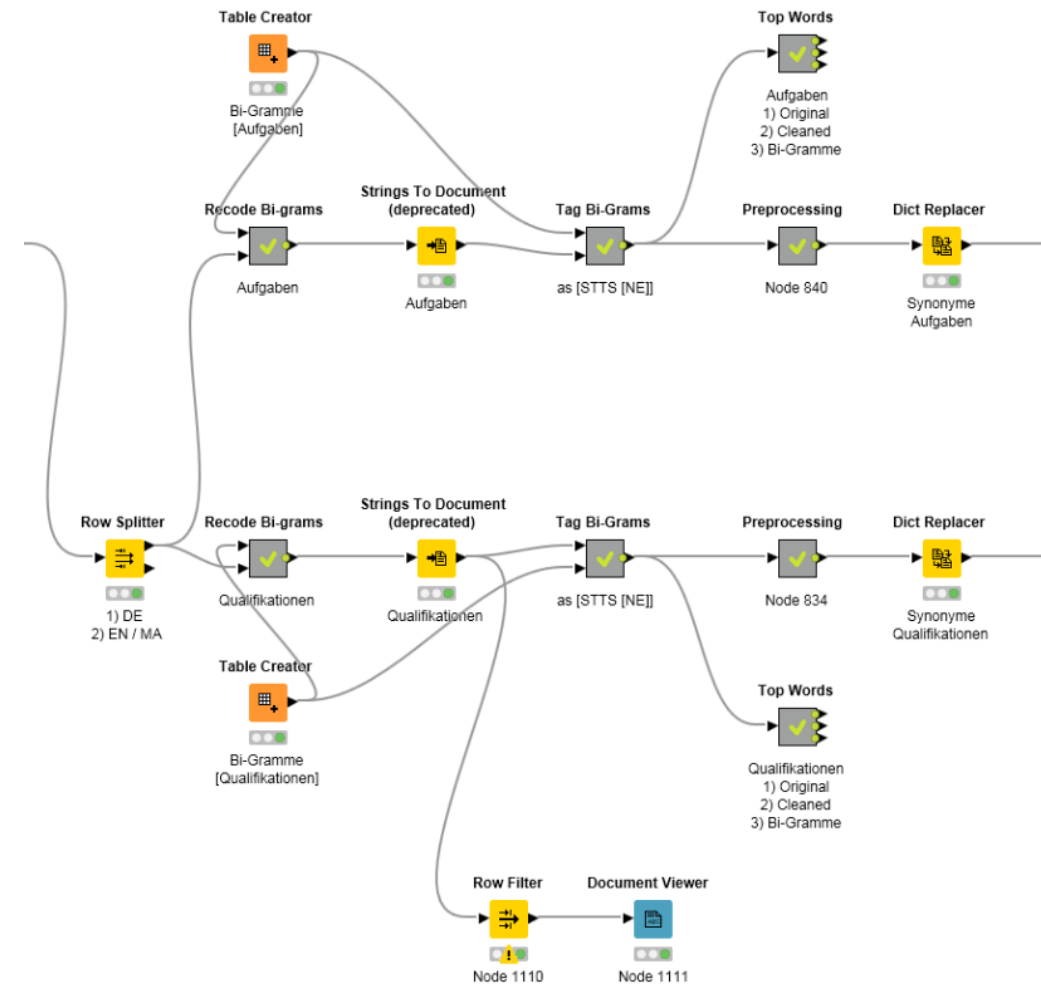 Table Creator
Bi-Gramme
[Aufgaben]
Top Words
Aufgaben
1) Original
2) Cleaned
3) Bi-Gramme
Recode Bi-grams
Aufgaben
Strings To Document
(deprecated)
Aufgaben
Tag Bi-Grams
as [STTS [NE]]
Preprocessing
Node 840
Dict Replacer
Synonyme
Aufgaben
Row Splitter
1) DE
2) EN / MA
Recode Bi-grams
Qualifikationen
Strings To Document
(deprecated)
Qualifikationen
Tag Bi-Grams
as [STTS [NE]]
Preprocessing
Node 834
Dict Replacer
Synonyme
Qualifikationen
Table Creator
Bi-Gramme
[Qualifikationen]
Top Words
Qualifikationen
1) Original
2) Cleaned
3) Bi-Gramme
Row Filter
Node 1110
Document Viewer
Node 1111